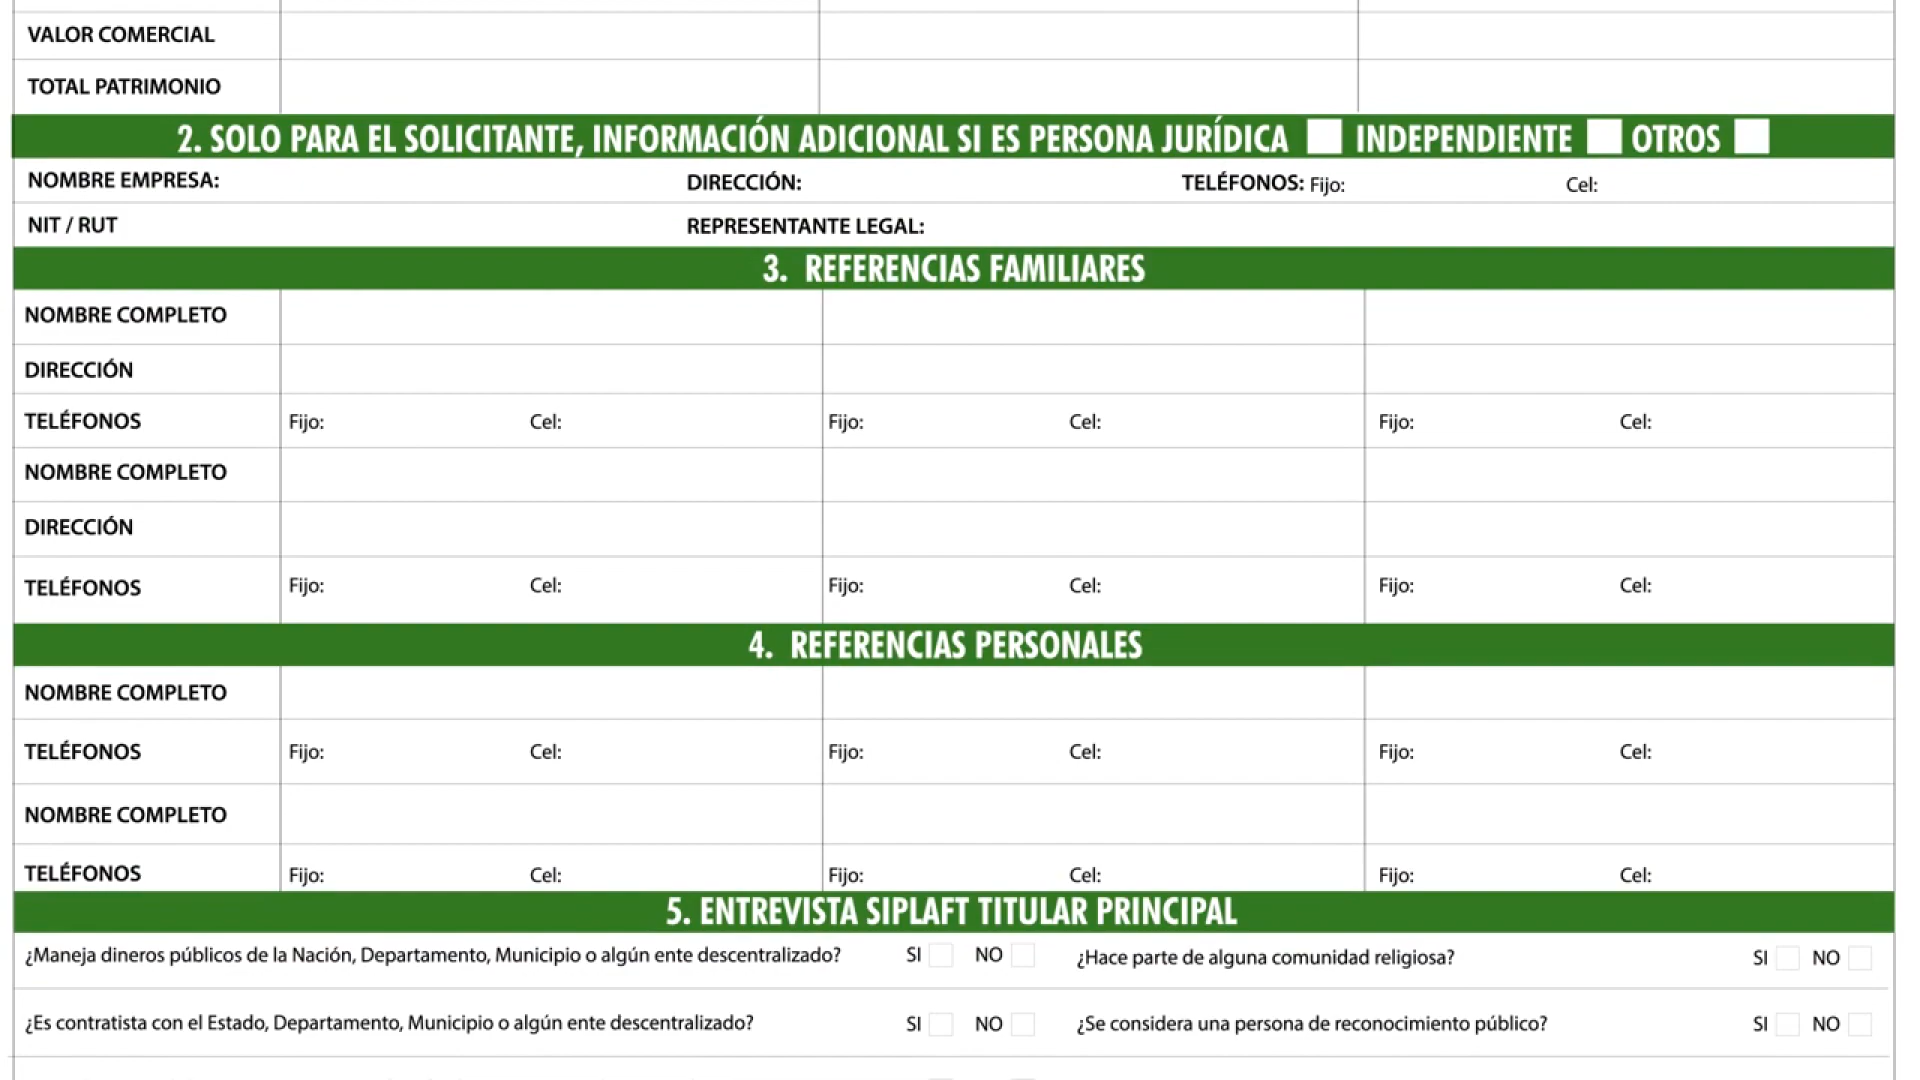 VALOR COMERCIAL
TOTAL PATRIMONIO
2. SOLO PARA EL SOLICITANTE, INFORMACIÓN ADICIONAL SI ES PERSONA JURÍDICA INDEPENDIENTE OTROS
NOMBRE EMPRESA: DIRECCIÓN: TELÉFONOS: Fijo: Cel:
NIT / RUT REPRESENTANTE LEGAL:
3. REFERENCIAS FAMILIARES
NOMBRE COMPLETO
DIRECCIÓN
TELÉFONOS Fijo: Cel: Fijo: Cel: Fijo: Cel:
NOMBRE COMPLETO
DIRECCIÓN
TELÉFONOS Fijo: Cel: Fijo: Cel: Fijo: Cel:
4. REFERENCIAS PERSONALES
NOMBRE COMPLETO
TELÉFONOS Fijo: Cel: Fijo: Cel: Fijo: Cel:
NOMBRE COMPLETO
TELÉFONOS Fijo: Cel: Fijo: Cel: Fijo: Cel:
5. ENTREVISTA SIPLAFT TITULAR PRINCIPAL
¿Maneja dineros públicos de la Nación, Departamento, Municipio o algún ente descentralizado? SI NO ¿Hace parte de alguna comunidad religiosa? SI NO
¿Es contratista con el Estado, Departamento, Municipio o algún ente descentralizado? SI NO ¿Se considera una persona de reconocimiento público? SI NO